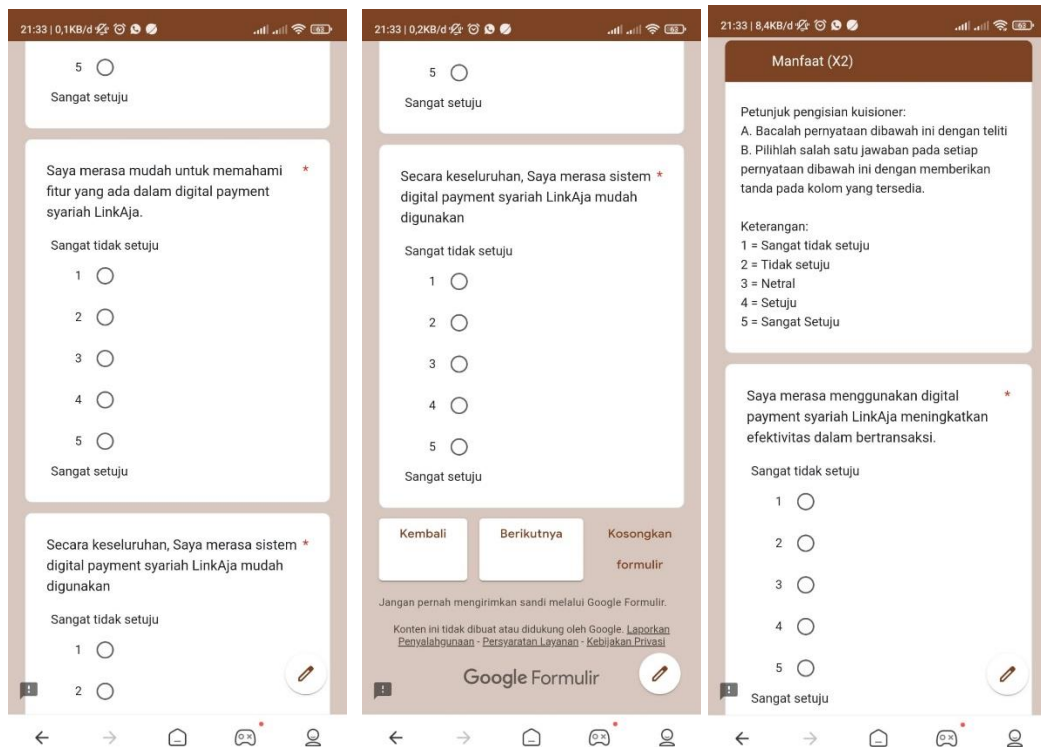 21:33 | 0,1KB/d
63
5
Sangat setuju
Saya merasa mudah untuk memahami *
fitur yang ada dalam digital payment
syariah LinkAja.
Sangat tidak setuju
1
2
3
4
5
Sangat setuju
Secara keseluruhan, Saya merasa sistem *
digital payment syariah LinkAja mudah
digunakan
Sangat tidak setuju
1
2
21:33 | 0,2KB/d
63
5
Sangat setuju
Secara keseluruhan, Saya merasa sistem *
digital payment syariah LinkAja mudah
digunakan
Sangat tidak setuju
1
2
3
4
5
Sangat setuju
Kembali
Berikutnya
Kosongkan
formulir
Jangan pernah mengirimkan sandi melalui Google Formulir.
Konten ini tidak dibuat atau didukung oleh Google. Laporkan
Penyalahgunaan - Persyaratan Layanan - Kebijakan Privasi
Google Formulir
21:33 | 8,4KB/d
63
Manfaat (X2)
Petunjuk pengisian kuisioner:
A. Bacalah pernyataan dibawah ini dengan teliti
B. Pilihlah salah satu jawaban pada setiap
pernyataan dibawah ini dengan memberikan
tanda pada kolom yang tersedia.
Keterangan:
1 = Sangat tidak setuju
2 = Tidak setuju
3 = Netral
4 = Setuju
5 = Sangat Setuju
Saya merasa menggunakan digital *
payment syariah LinkAja meningkatkan
efektivitas dalam bertransaksi.
Sangat tidak setuju
1
2
3
4
5
Sangat setuju